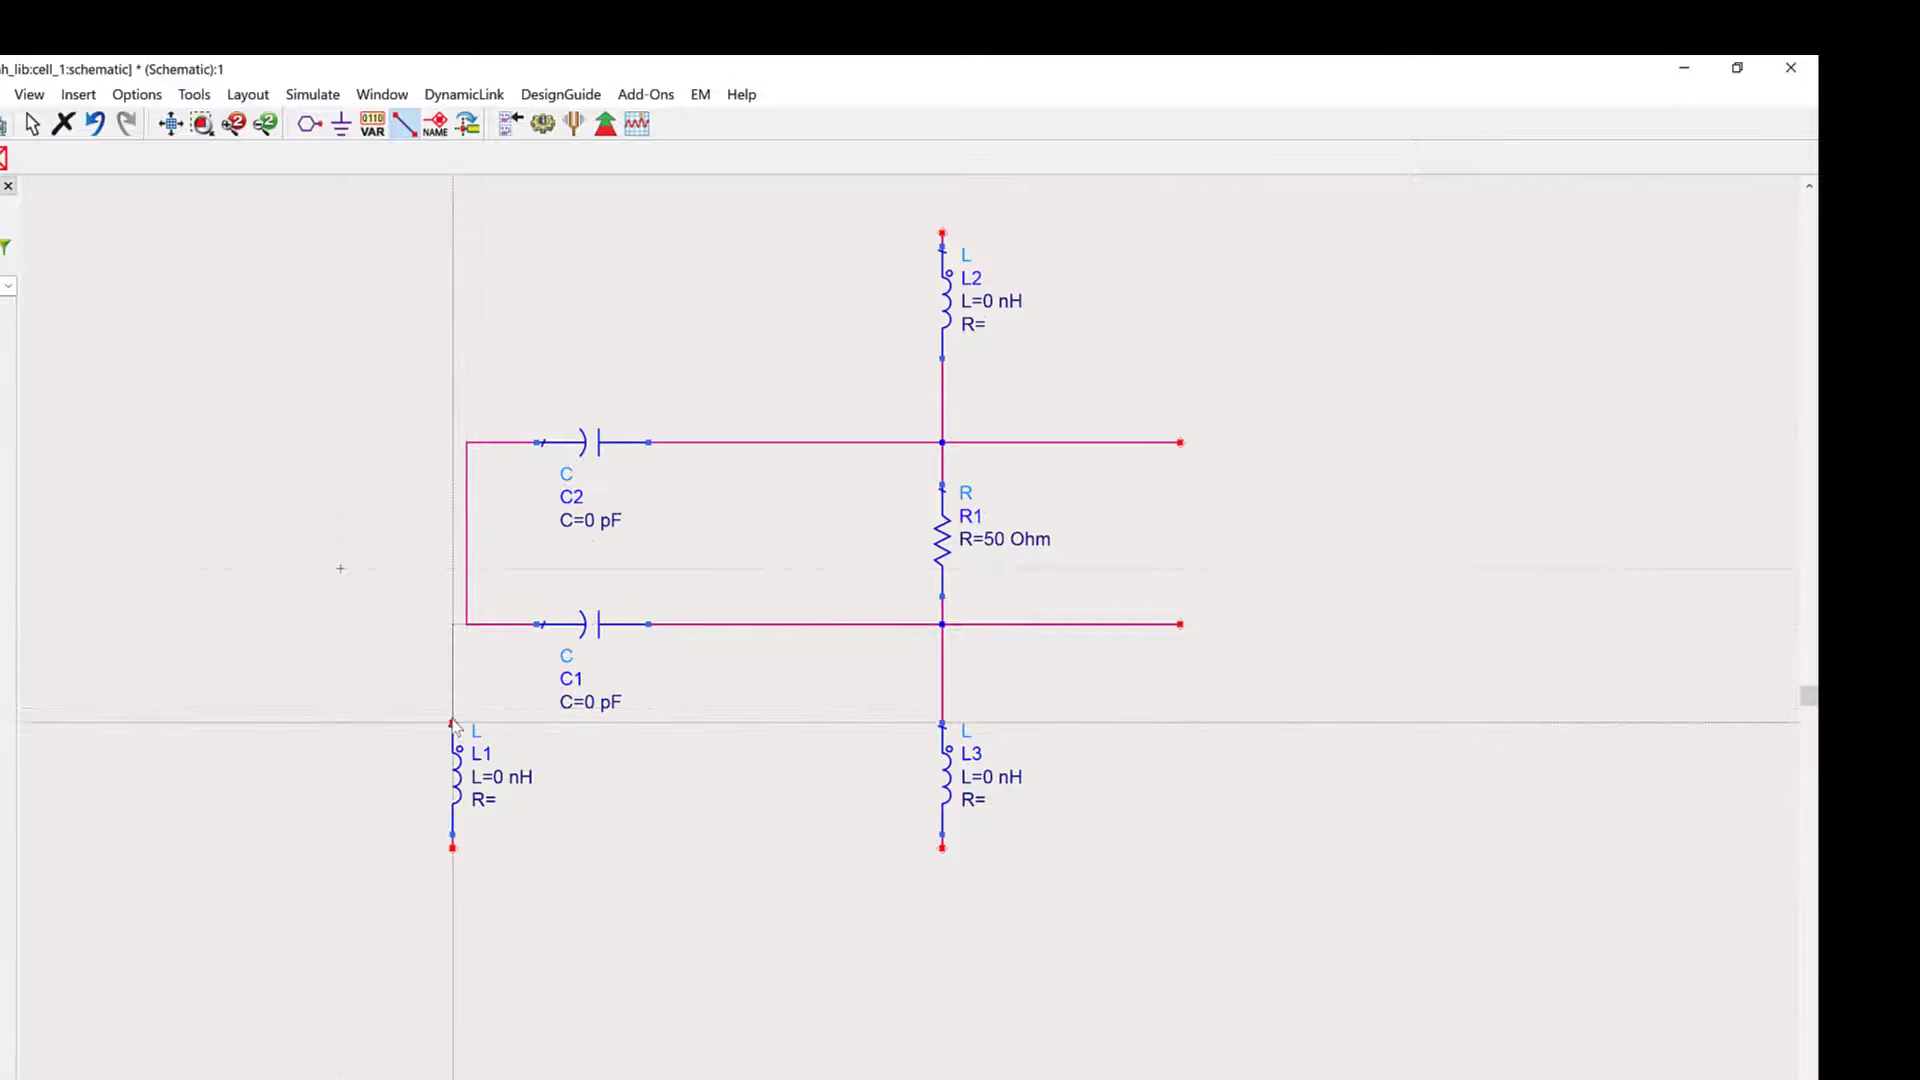 h_lib:cell_1:schematic] * (Schematic):1
View Insert Options Tools Layout Simulate Window DynamicLink DesignGuide Add-Ons EM Help
VAR
NAME
L
L2
L=0 nH
R=
C
C2
C=0 pF
R
R1
R=50 Ohm
C
C1
C=0 pF
L
L1
L=0 nH
R=
L
L3
L=0 nH
R=